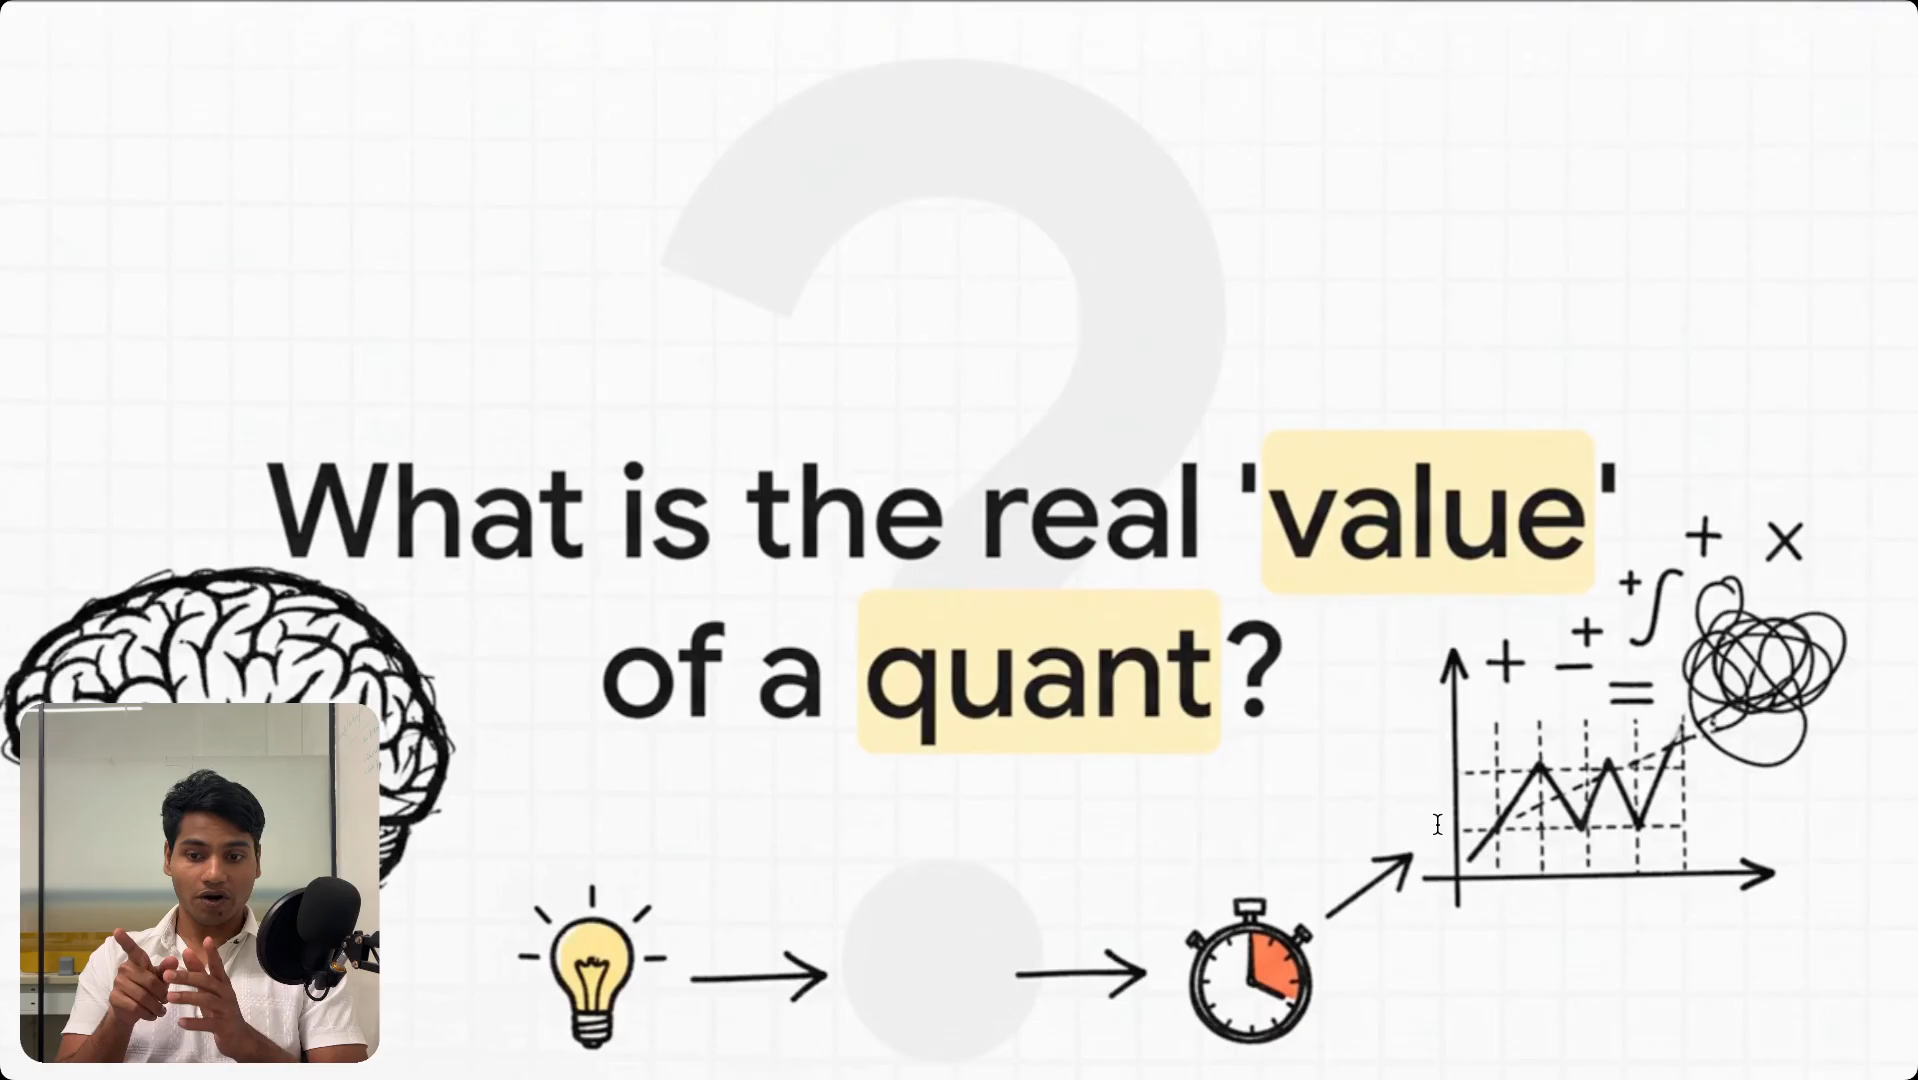 What is the real 'value'
of a quant?
+ x
+ ∫
+ - +
=